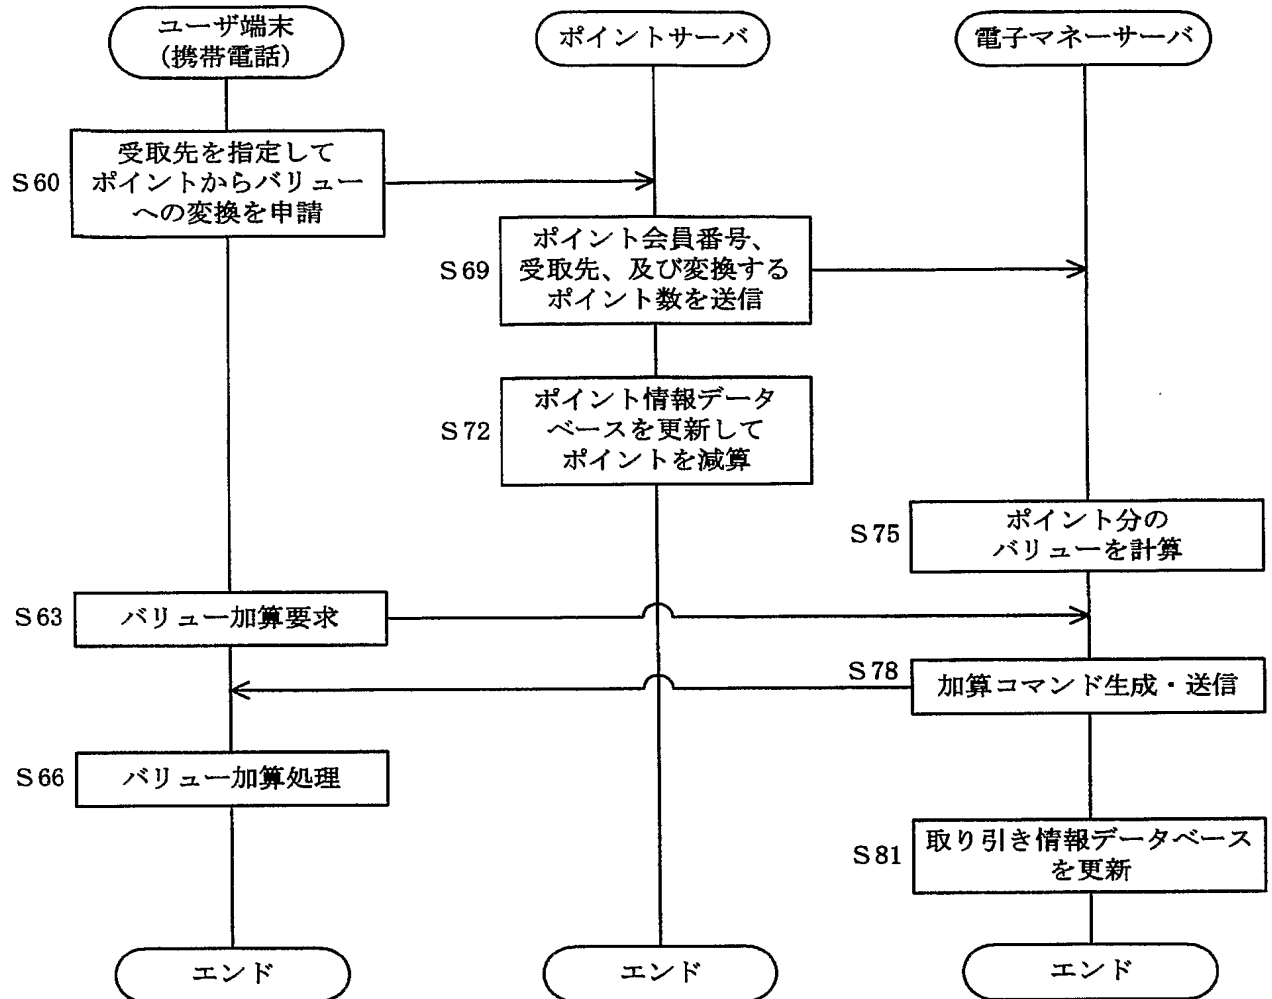 ユーザ端末
(携帯電話)
ポイントサーバ
電子マネーサーバ
S60
受取先を指定して
ポイントからバリュー
への変換を申請
S69
ポイント会員番号、
受取先、及び変換する
ポイント数を送信
S72
ポイント情報データ
ベースを更新して
ポイントを減算
S75
ポイント分の
バリューを計算
S63
バリュー加算要求
S78
加算コマンド生成・送信
S66
バリュー加算処理
S81
取り引き情報データベース
を更新
エンド
エンド
エンド